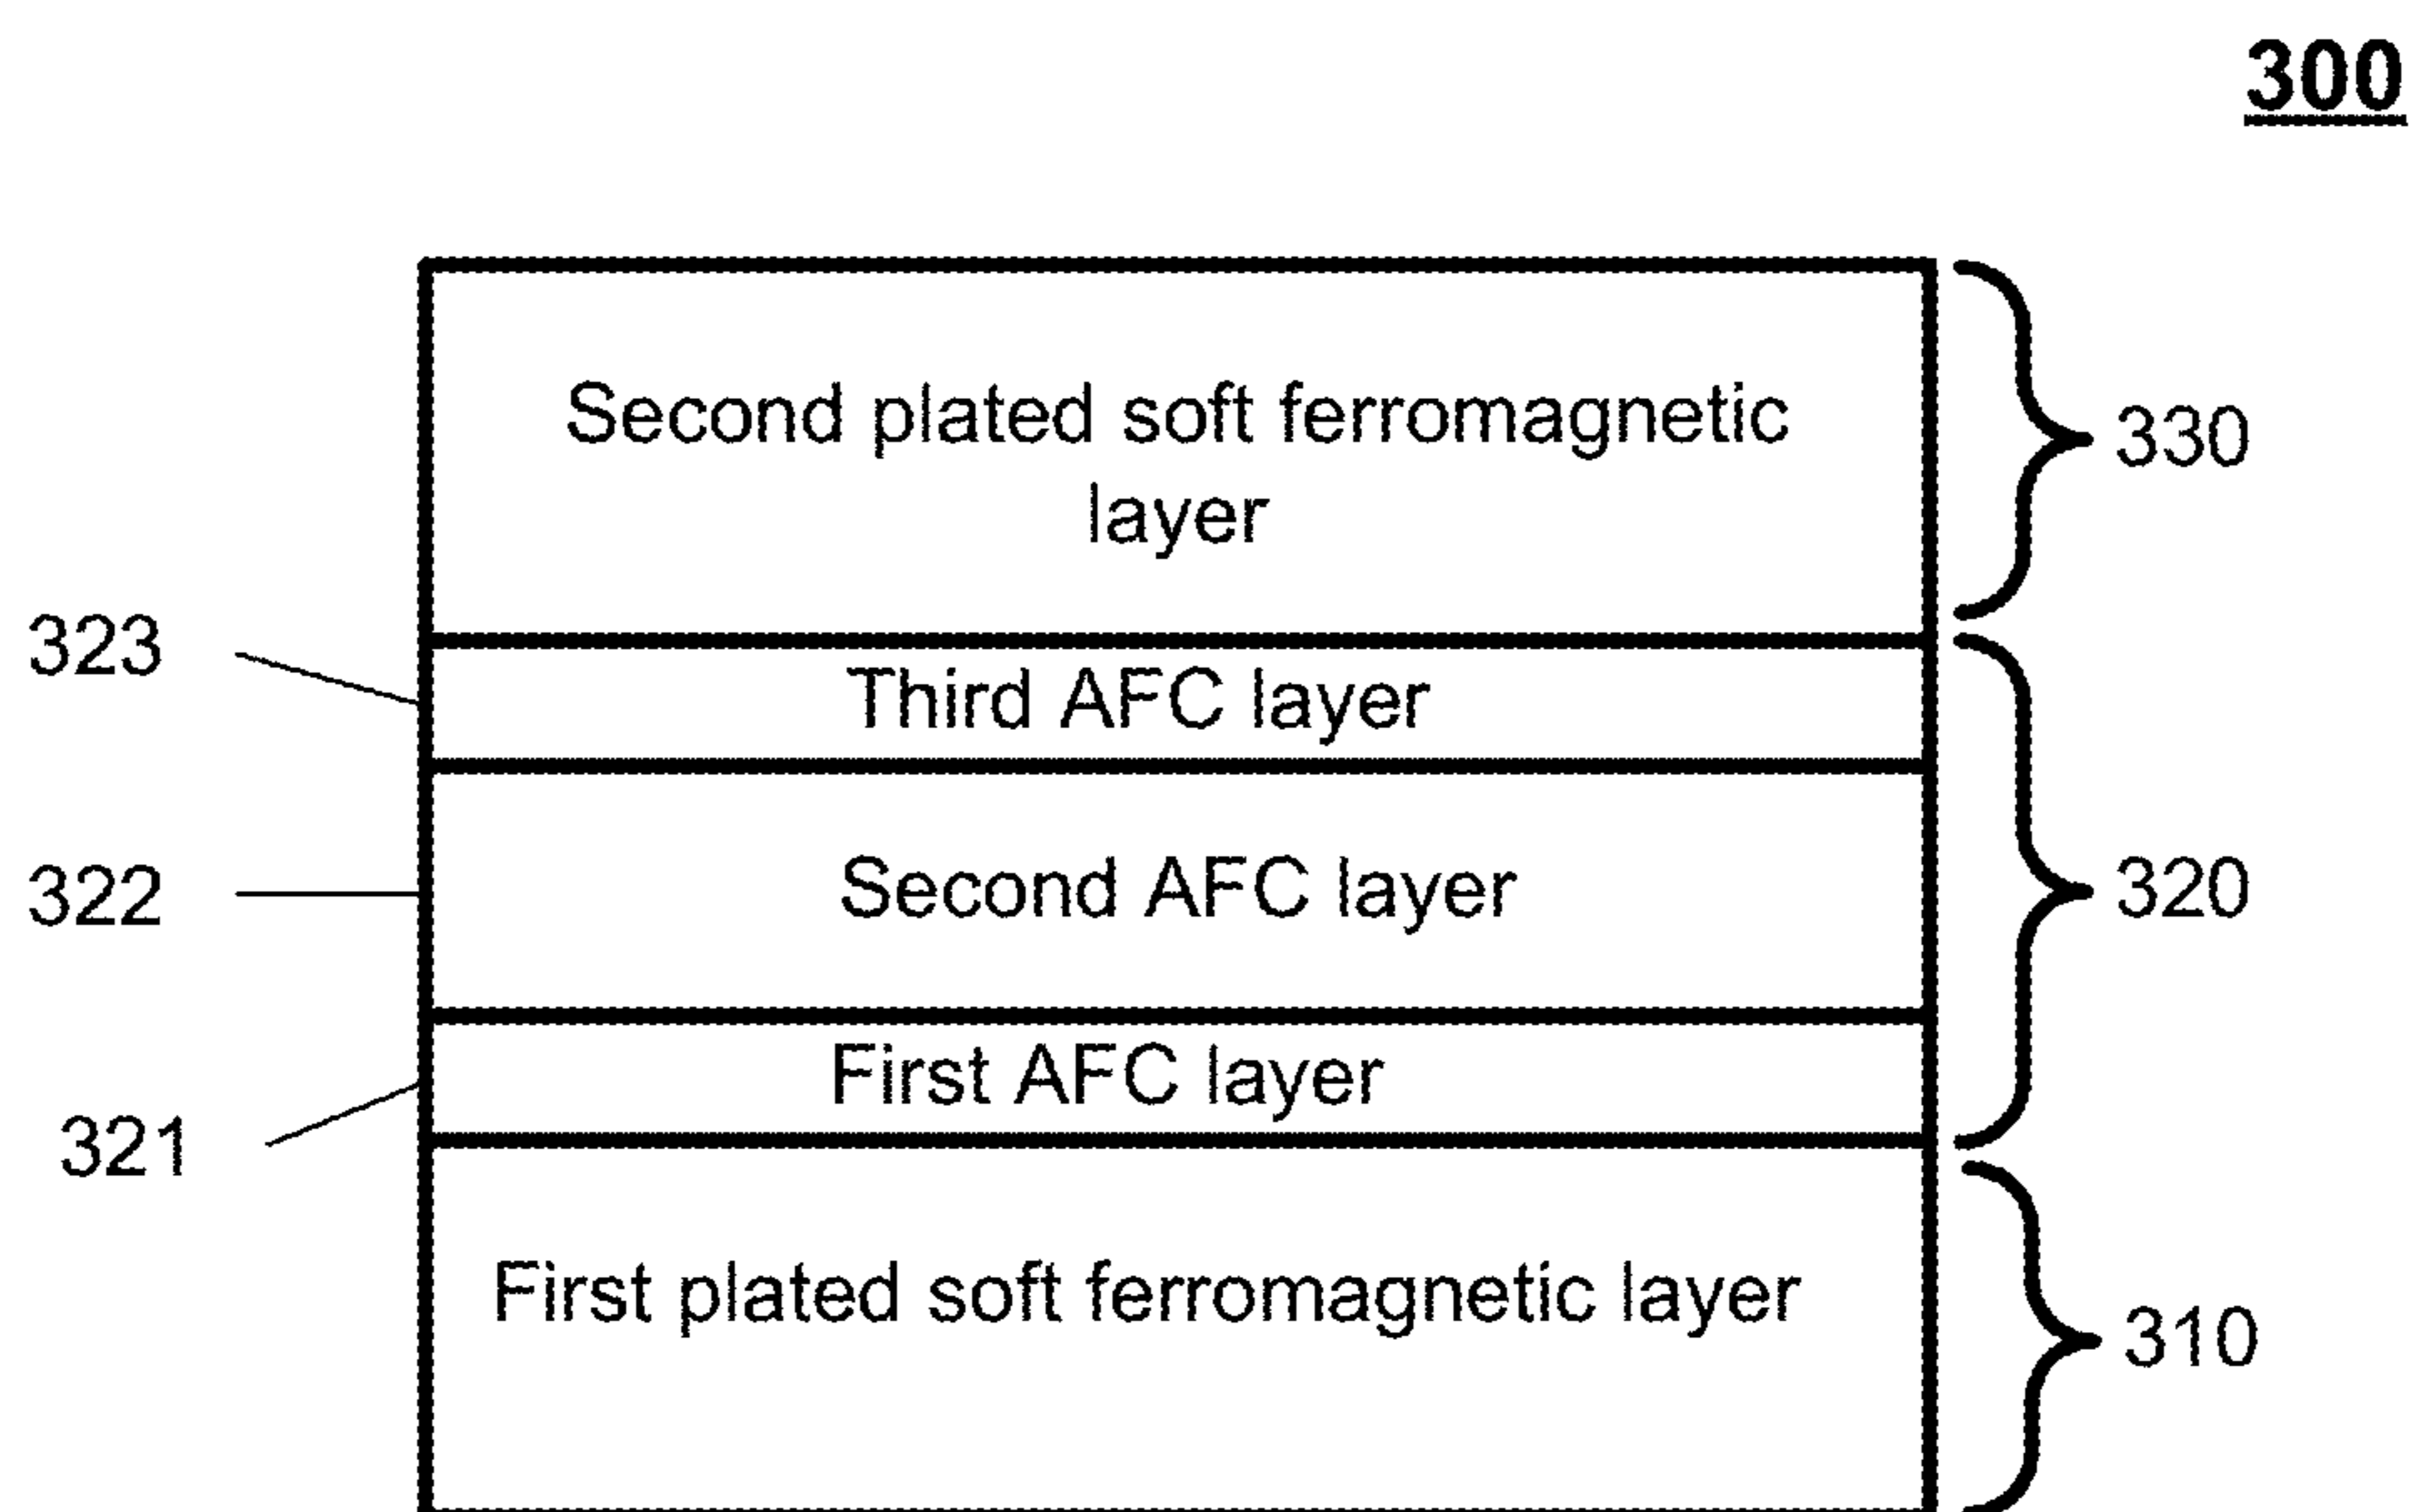 300
Second plated soft ferromagnetic
layer
330
323
Third AFC layer
322
Second AFC layer
320
First AFC layer
321
First plated soft ferromagnetic layer
310